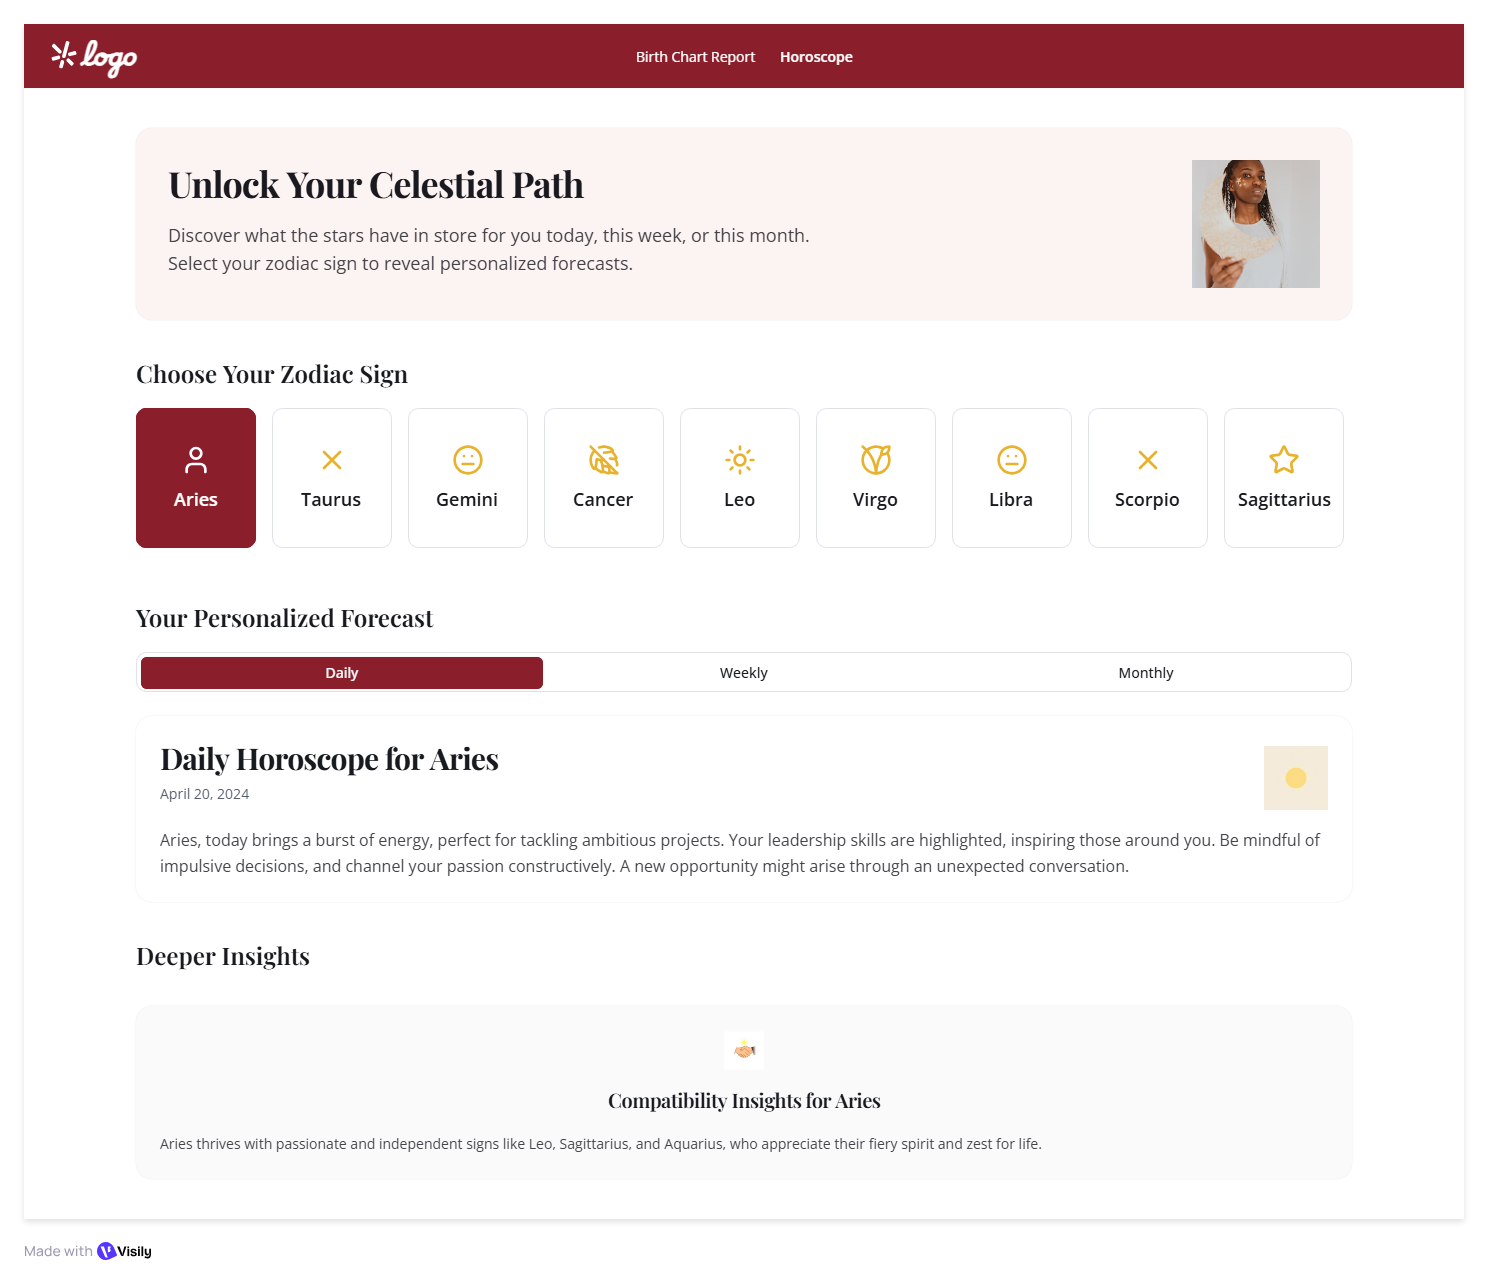 logo
Birth Chart Report
Horoscope
Unlock Your Celestial Path
Discover what the stars have in store for you today, this week, or this month.
Select your zodiac sign to reveal personalized forecasts.
Choose Your Zodiac Sign
Aries
Taurus
Gemini
Cancer
Leo
Virgo
Libra
Scorpio
Sagittarius
Your Personalized Forecast
Daily
Weekly
Monthly
Daily Horoscope for Aries
April 20, 2024
Aries, today brings a burst of energy, perfect for tackling ambitious projects. Your leadership skills are highlighted, inspiring those around you. Be mindful of
impulsive decisions, and channel your passion constructively. A new opportunity might arise through an unexpected conversation.
Deeper Insights
Compatibility Insights for Aries
Aries thrives with passionate and independent signs like Leo, Sagittarius, and Aquarius, who appreciate their fiery spirit and zest for life.
Made with Visily